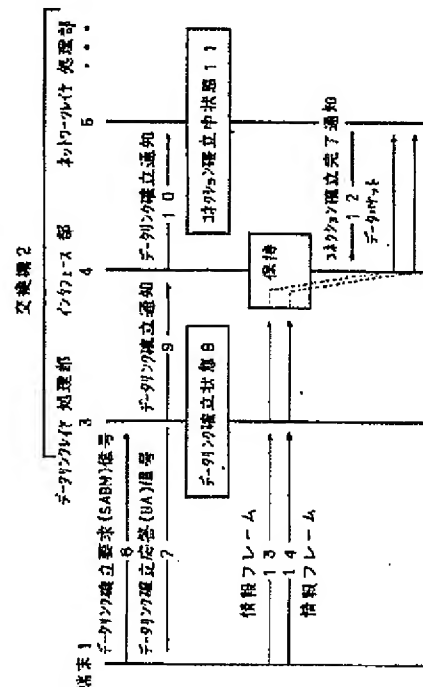 交換機2
端末1
データリンクレイヤ処理部
3
インタフェース部
4
ネットワークレイヤ処理部
5
データリンク確立要求(SABM)信号
6
データリンク確立応答(UA)信号
7
データリンク確立通知
9
データリンク確立通知
10
データリンク確立状態8
コネクション確立中状態11
情報フレーム
13
14
情報フレーム
保持
コネクション確立完了通知
12
データパケット